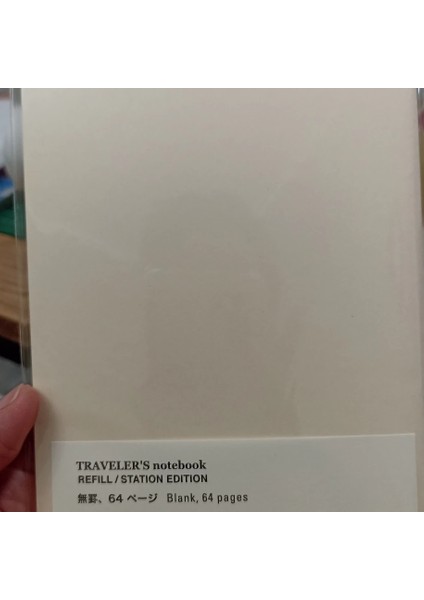 TRAVELER'S notebook
REFILL / STATION EDITION
無罫、64 ページ Blank, 64 pages